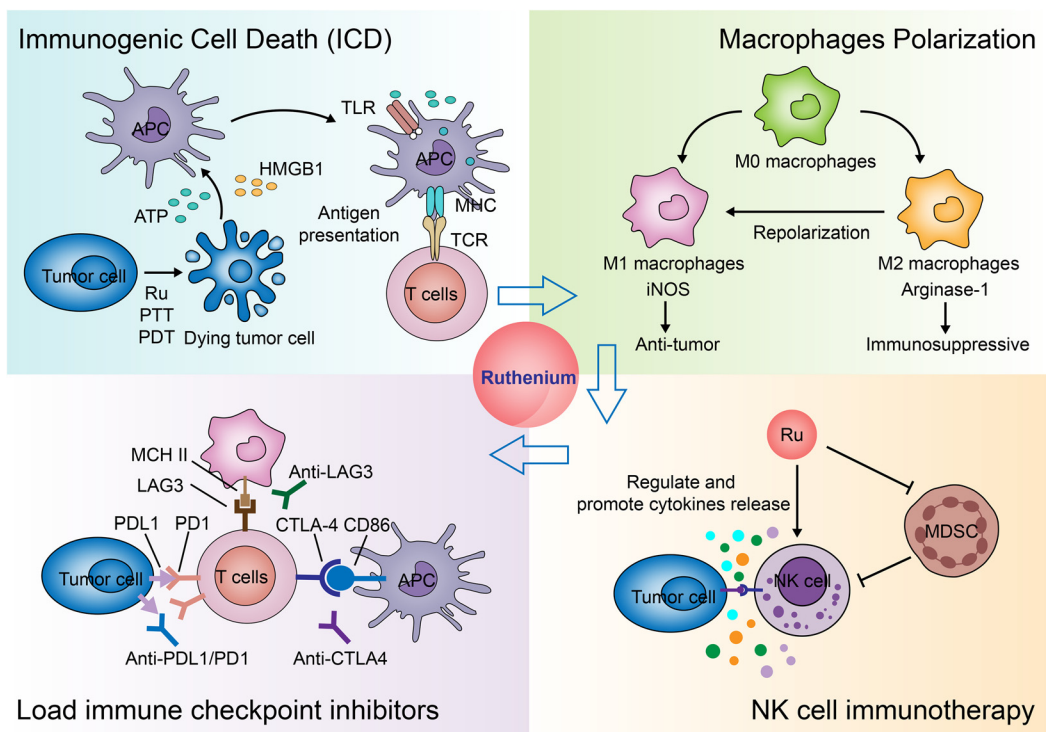 Immunogenic Cell Death (ICD)
APC
TLR
APC
HMGB1
ATP
Antigen
presentation
MHC
TCR
Tumor cell
Ru
PTT
PDT
Dying tumor cell
T cells
Macrophages Polarization
M0 macrophages
Repolarization
M1 macrophages
iNOS
Anti-tumor
M2 macrophages
Arginase-1
Immunosuppressive
Ruthenium
MCH II
LAG3
Anti-LAG3
PDL1
PD1
CTLA-4
CD86
Tumor cell
T cells
APC
Anti-PDL1/PD1
Anti-CTLA4
Load immune checkpoint inhibitors
Ru
Regulate and
promote cytokines release
MDSC
NK cell
Tumor cell
NK cell immunotherapy